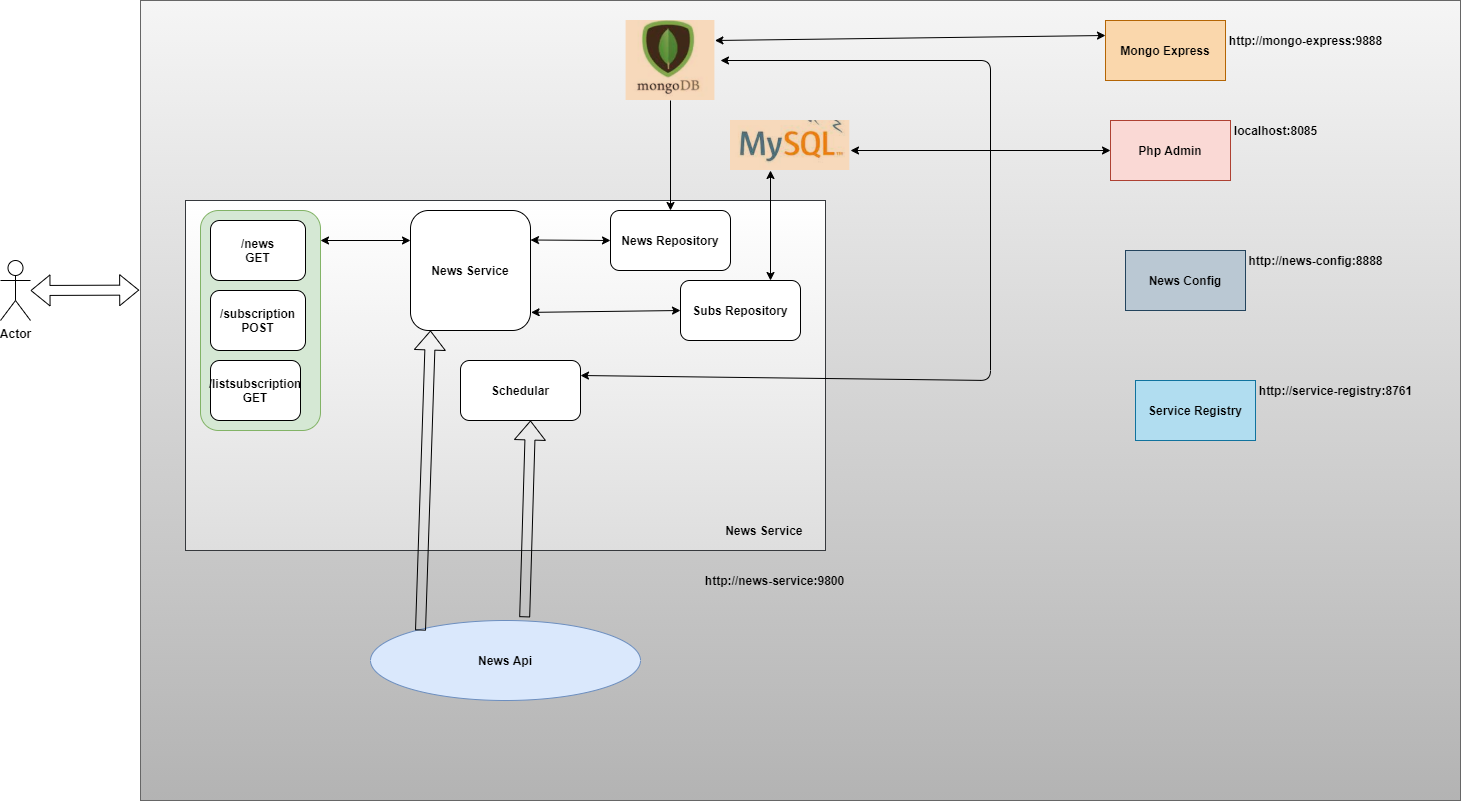 mongoDB
Mongo Express
http://mongo-express:9888
MySQL
Php Admin
localhost:8085
/news
GET
/subscription
POST
/listsubscription
GET
News Service
News Repository
Subs Repository
Schedular
News Service
http://news-service:9800
News Api
Actor
News Config
http://news-config:8888
Service Registry
http://service-registry:8761